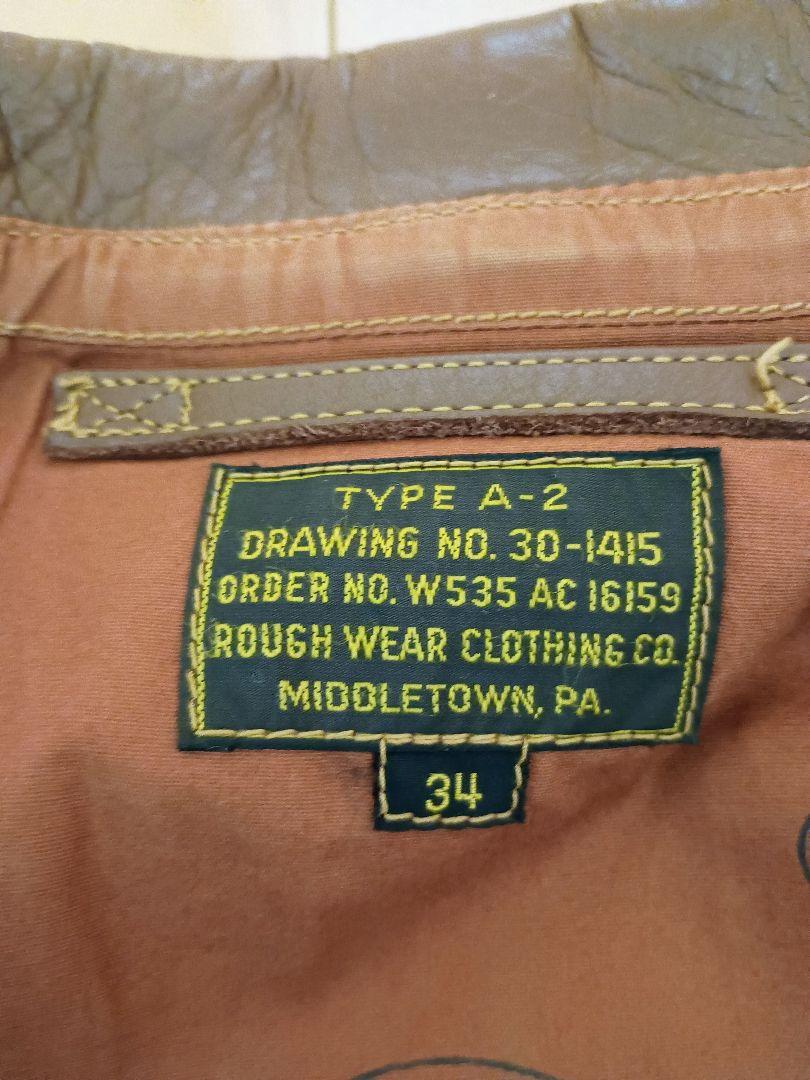 TYPE A-2
DRAWING NO. 30-1415
ORDER NO. W535 AC 16159
ROUGH WEAR CLOTHING CO.
MIDDLETOWN, PA.
34